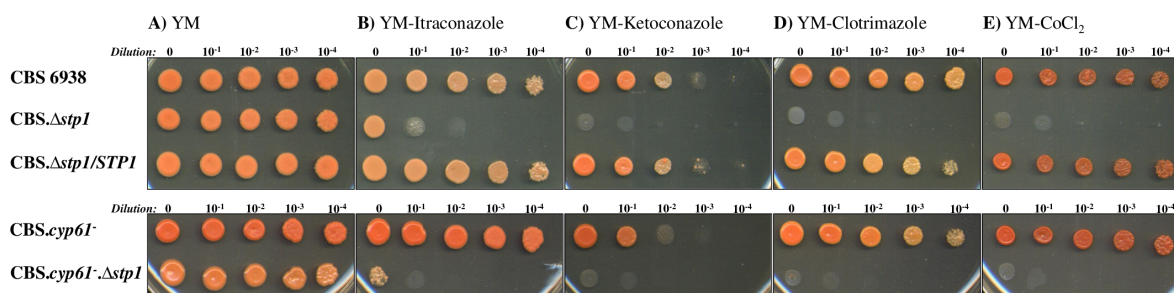 A) YM B) YM-Itraconazole C) YM-Ketoconazole D) YM-Clotrimazole E) YM-CoCl₂
Dilution: 0 10⁻¹ 10⁻² 10⁻³ 10⁻⁴ 0 10⁻¹ 10⁻² 10⁻³ 10⁻⁴ 0 10⁻¹ 10⁻² 10⁻³ 10⁻⁴ 0 10⁻¹ 10⁻² 10⁻³ 10⁻⁴ 0 10⁻¹ 10⁻² 10⁻³ 10⁻⁴
CBS 6938
CBS.Δstp1
CBS.Δstp1/STP1
Dilution: 0 10⁻¹ 10⁻² 10⁻³ 10⁻⁴ 0 10⁻¹ 10⁻² 10⁻³ 10⁻⁴ 0 10⁻¹ 10⁻² 10⁻³ 10⁻⁴ 0 10⁻¹ 10⁻² 10⁻³ 10⁻⁴ 0 10⁻¹ 10⁻² 10⁻³ 10⁻⁴
CBS.cyp61⁻
CBS.cyp61⁻.Δstp1